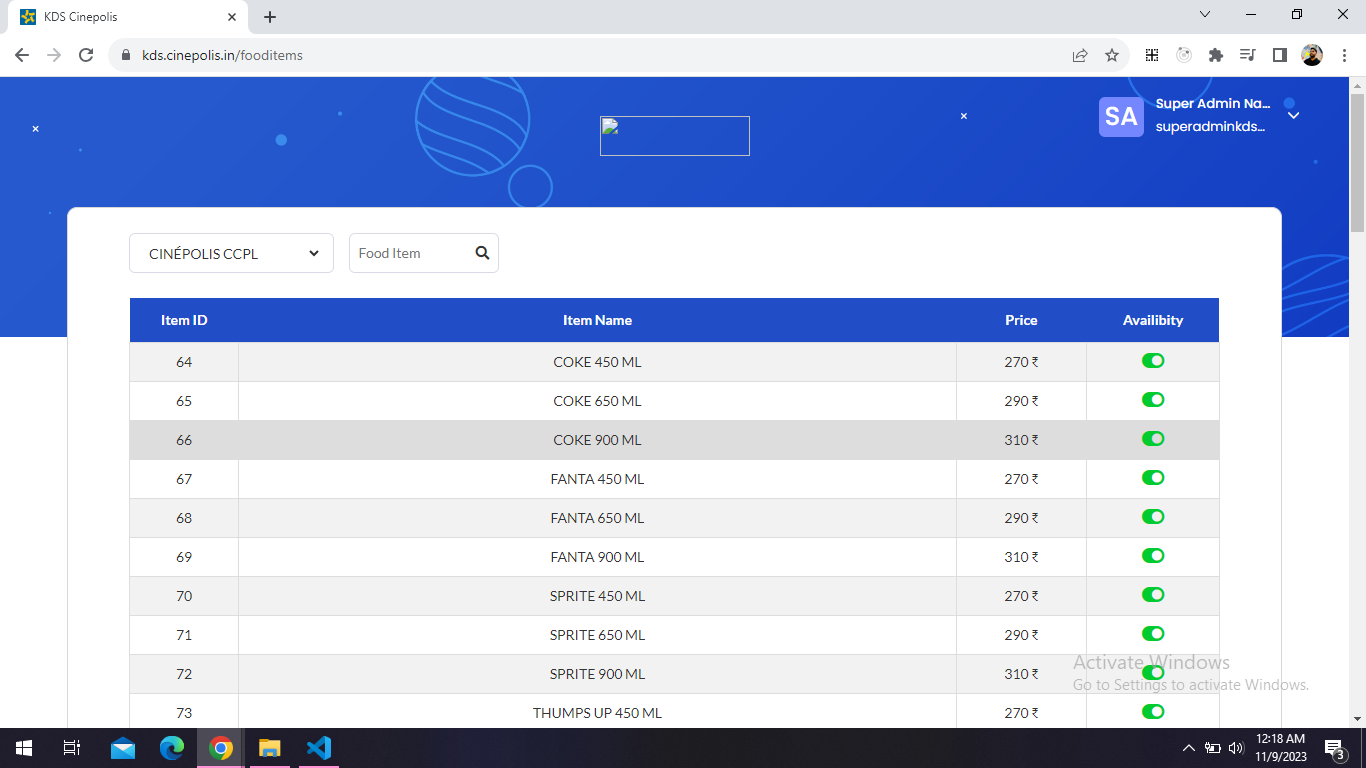 KDS Cinepolis
kds.cinepolis.in/fooditems
SA
Super Admin Na...
superadminkds...
CINÉPOLIS CCPL
Food Item
Item ID Item Name Price Availibity
64 COKE 450 ML 270 ₹
65 COKE 650 ML 290 ₹
66 COKE 900 ML 310 ₹
67 FANTA 450 ML 270 ₹
68 FANTA 650 ML 290 ₹
69 FANTA 900 ML 310 ₹
70 SPRITE 450 ML 270 ₹
71 SPRITE 650 ML 290 ₹
72 SPRITE 900 ML 310 ₹
73 THUMPS UP 450 ML 270 ₹
Activate Windows
Go to Settings to activate Windows.
12:18 AM
11/9/2023
3